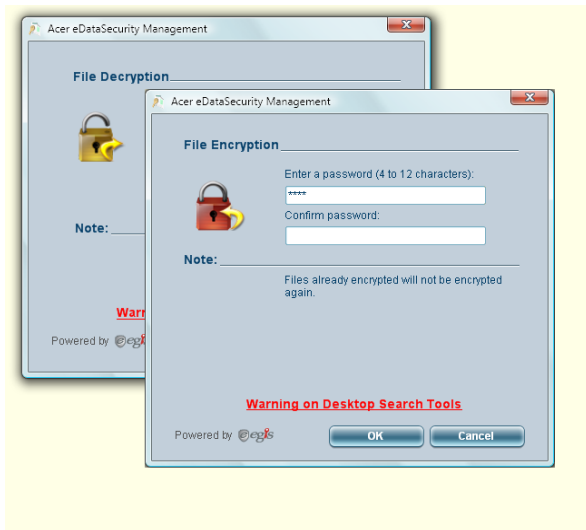 Acer eDataSecurity Management
File Decryption
Note:
Powered by egis
Acer eDataSecurity Management
File Encryption
Enter a password (4 to 12 characters):
****
Confirm password:
Note:
Files already encrypted will not be encrypted
again.
Warning on Desktop Search Tools
Powered by egis
OK
Cancel